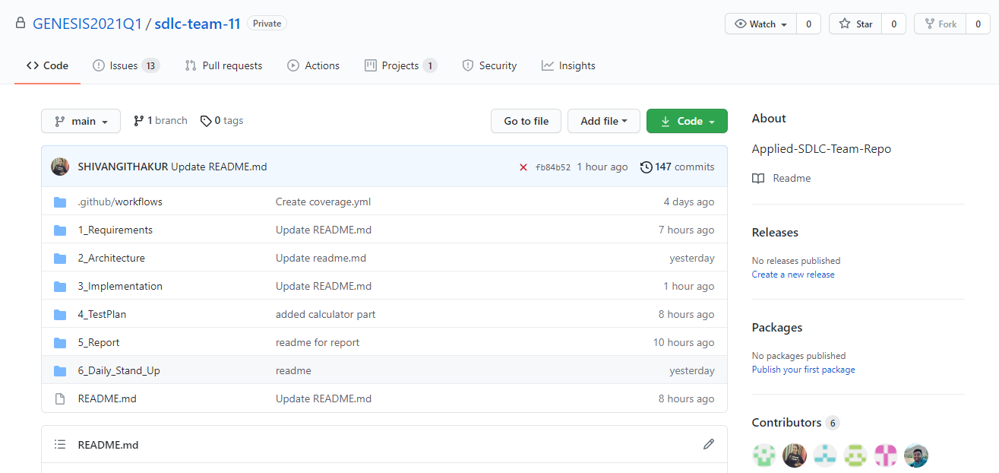 GENESIS2021Q1 / sdlc-team-11 Private
Watch 0 Star 0 Fork 0
Code Issues 13 Pull requests Actions Projects 1 Security Insights
main 1 branch 0 tags
Go to file Add file Code
SHIVANGITHAKUR Update README.md fb84b52 1 hour ago 147 commits
.github/workflows Create coverage.yml 4 days ago
1_Requirements Update README.md 7 hours ago
2_Architecture Update readme.md yesterday
3_Implementation Update README.md 1 hour ago
4_TestPlan added calculator part 8 hours ago
5_Report readme for report 10 hours ago
6_Daily_Stand_Up readme yesterday
README.md Update README.md 8 hours ago
README.md
About
Applied-SDLC-Team-Repo
Readme
Releases
No releases published
Create a new release
Packages
No packages published
Publish your first package
Contributors 6